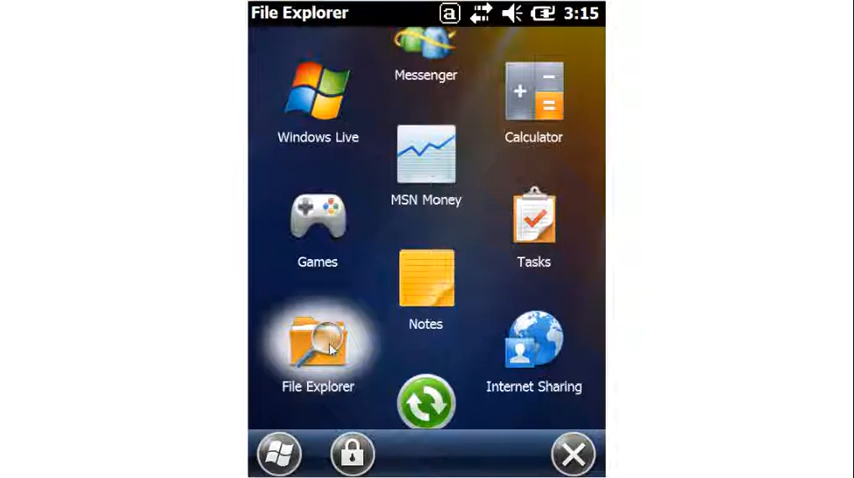 File Explorer a 3:15
Messenger
Windows Live
Calculator
MSN Money
Games
Tasks
Notes
File Explorer
Internet Sharing